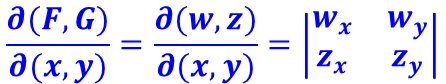 ∂(F, G)/∂(x, y) = ∂(w, z)/∂(x, y) = |w_x w_y; z_x z_y|